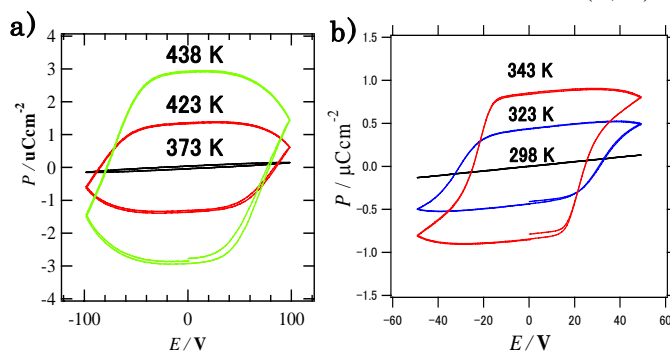 a)
438 K
423 K
373 K
4
3
2
1
0
-1
-2
-3
-4
P / uCcm-2
-100
0
100
E / V
b)
343 K
323 K
298 K
1.5
1.0
0.5
0.0
-0.5
-1.0
-1.5
P / μCcm-2
-60
-40
-20
0
20
40
60
E / V